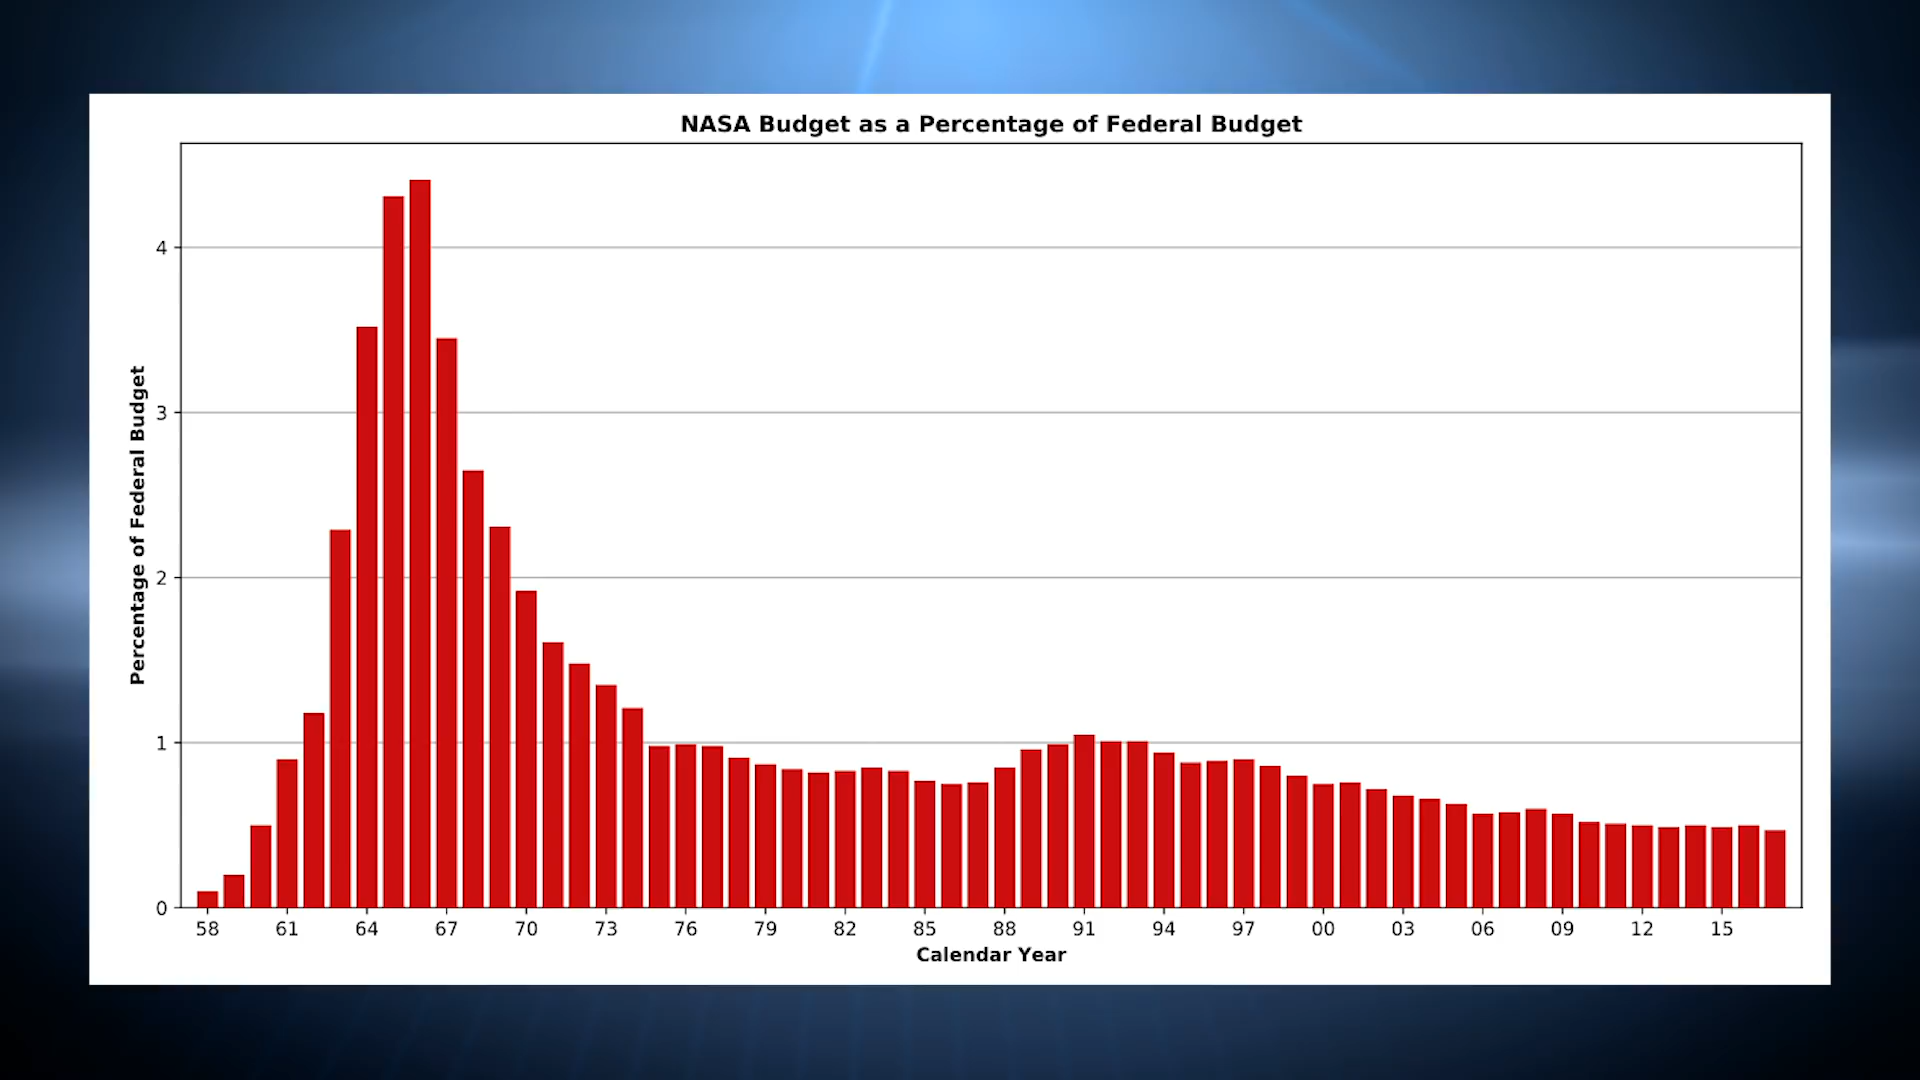 NASA Budget as a Percentage of Federal Budget
Percentage of Federal Budget
4
3
2
1
0
58 61 64 67 70 73 76 79 82 85 88 91 94 97 00 03 06 09 12 15
Calendar Year